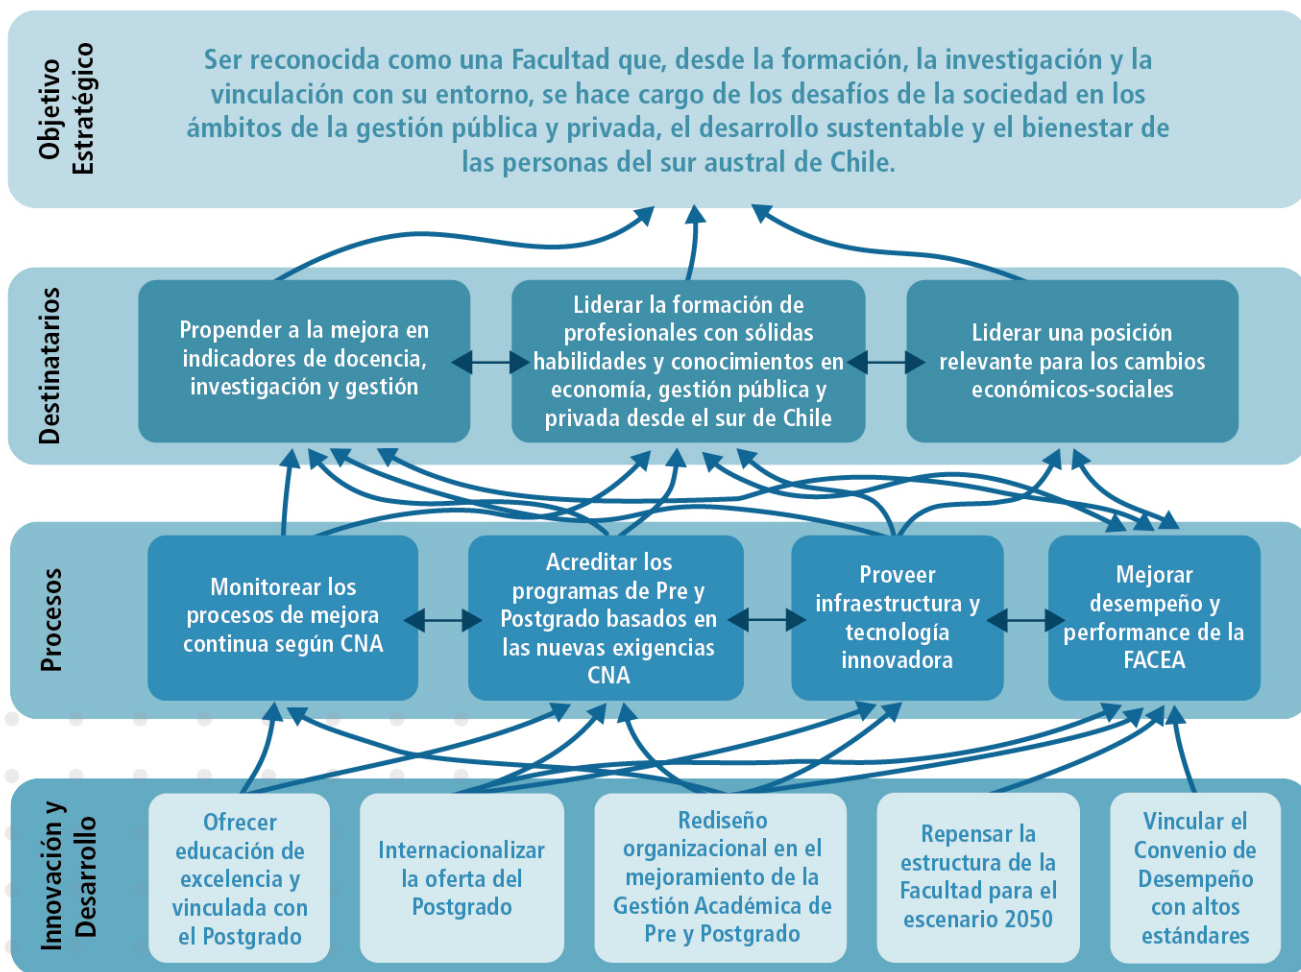 Objetivo
Estratégico
Ser reconocida como una Facultad que, desde la formación, la investigación y la
vinculación con su entorno, se hace cargo de los desafíos de la sociedad en los
ámbitos de la gestión pública y privada, el desarrollo sustentable y el bienestar de
las personas del sur austral de Chile.
Destinatarios
Propender a la mejora en
indicadores de docencia,
investigación y gestión
Liderar la formación de
profesionales con sólidas
habilidades y conocimientos en
economía, gestión pública y
privada desde el sur de Chile
Liderar una posición
relevante para los cambios
económicos-sociales
Procesos
Monitorear los
procesos de mejora
continua según CNA
Acreditar los
programas de Pre y
Postgrado basados en
las nuevas exigencias
CNA
Proveer
infraestructura y
tecnología
innovadora
Mejorar
desempeño y
performance de la
FACEA
Innovación y
Desarrollo
Ofrecer
educación de
excelencia y
vinculada con
el Postgrado
Internacionalizar
la oferta del
Postgrado
Rediseño
organizacional en el
mejoramiento de la
Gestión Académica de
Pre y Postgrado
Repensar la
estructura de la
Facultad para el
escenario 2050
Vincular el
Convenio de
Desempeño
con altos
estándares